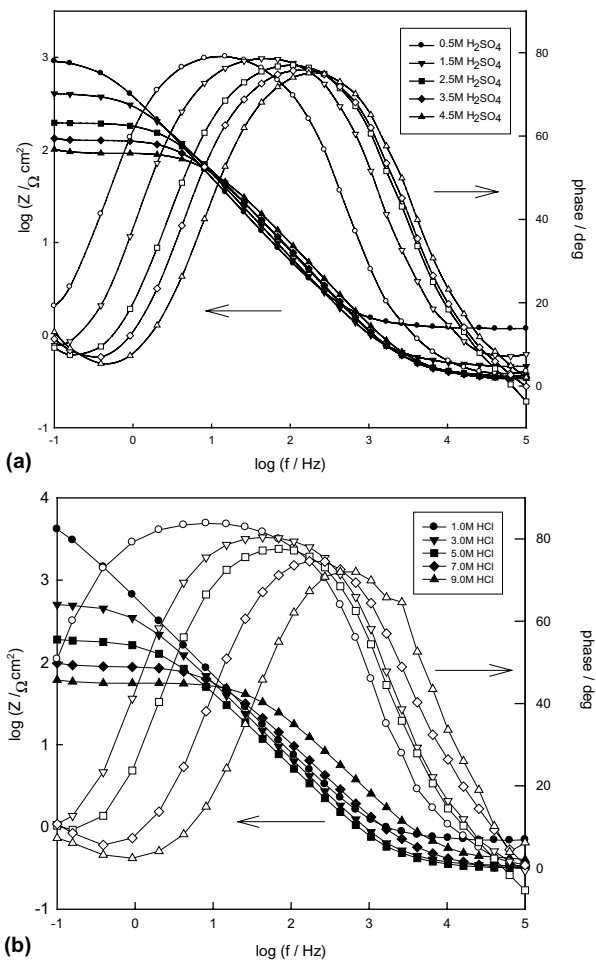 3
2
1
0
-1
log (Z /Ω cm²)
80
60
40
20
0
phase / deg
0.5M H₂SO₄
1.5M H₂SO₄
2.5M H₂SO₄
3.5M H₂SO₄
4.5M H₂SO₄
-1 0 1 2 3 4 5
(a)
log (f / Hz)
4
3
2
1
0
-1
log (Z /Ω cm²)
80
60
40
20
0
phase / deg
1.0M HCl
3.0M HCl
5.0M HCl
7.0M HCl
9.0M HCl
-1 0 1 2 3 4 5
(b)
log (f / Hz)